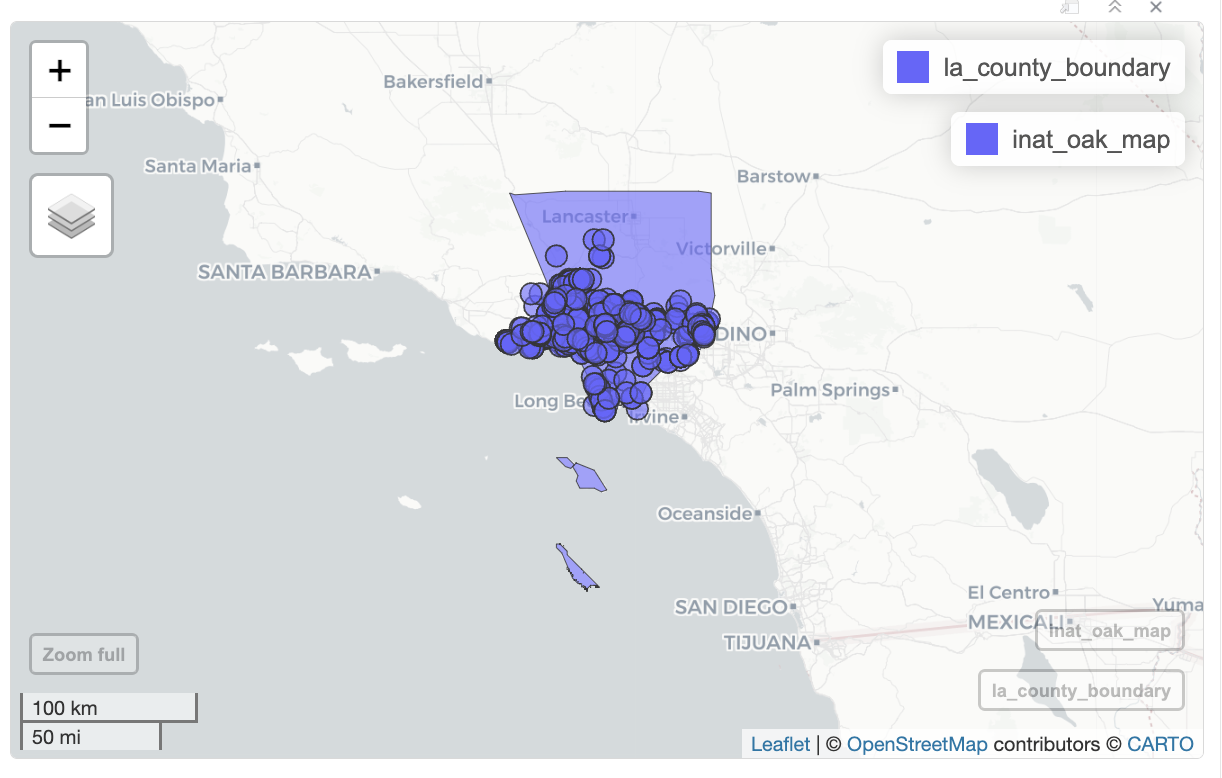 +
−
la_county_boundary
inat_oak_map
Bakersfield
an Luis Obispo
Santa Maria
Barstow
Lancaster
Victorville
SANTA BARBARA
DINO
Palm Springs
Long Be
Irvine
Oceanside
El Centro
SAN DIEGO
Yuma
MEXICALI
inat_oak_map
TIJUANA
Zoom full
la_county_boundary
100 km
50 mi
Leaflet | © OpenStreetMap contributors © CARTO